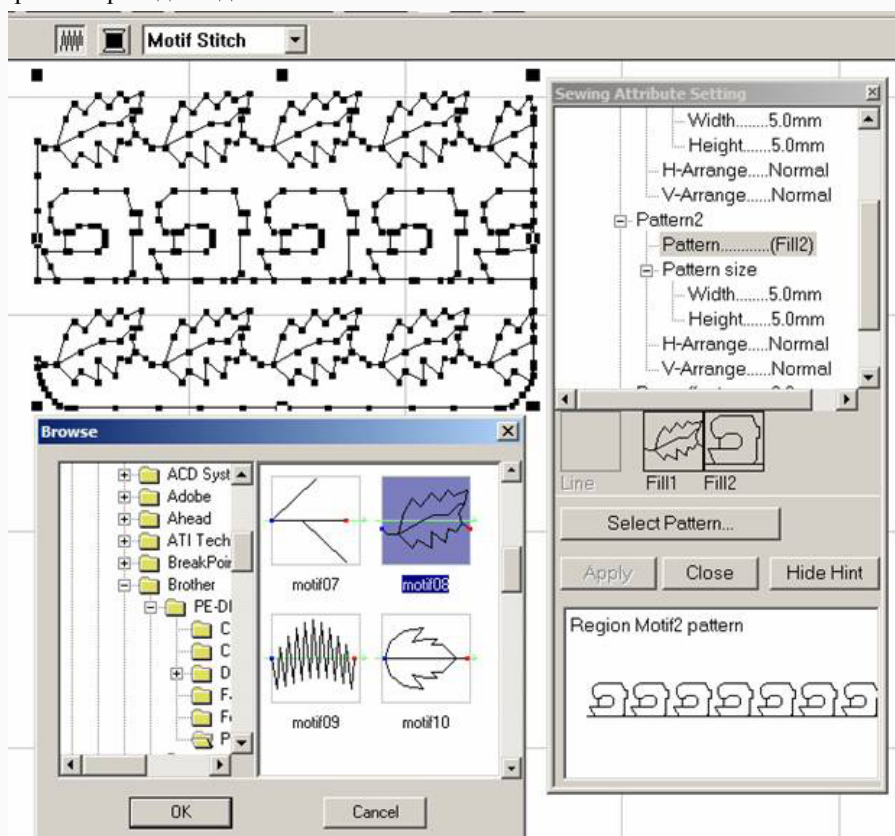 Motif Stitch
Sewing Attribute Setting
Width.......5.0mm
Height......5.0mm
H-Arrange.....Normal
V-Arrange.....Normal
Pattern2
Pattern..........(Fill2)
Pattern size
Width.......5.0mm
Height......5.0mm
H-Arrange.....Normal
V-Arrange.....Normal
Line
Fill1
Fill2
Select Pattern...
Apply
Close
Hide Hint
Region Motif2 pattern
Browse
ACD Syst
Adobe
Ahead
ATI Tech
BreakPoin
Brother
PE-DI
C
C
D
F
P
motif07
motif08
motif09
motif10
OK
Cancel